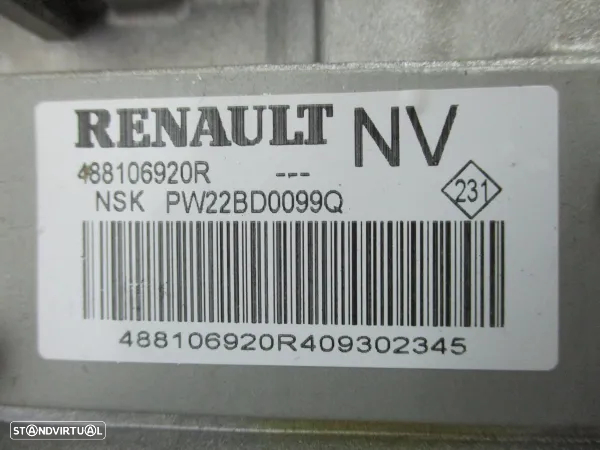 RENAULT NV
488106920R ---
NSK PW22BD0099Q
231
488106920R409302345
STANDVIRTUAL